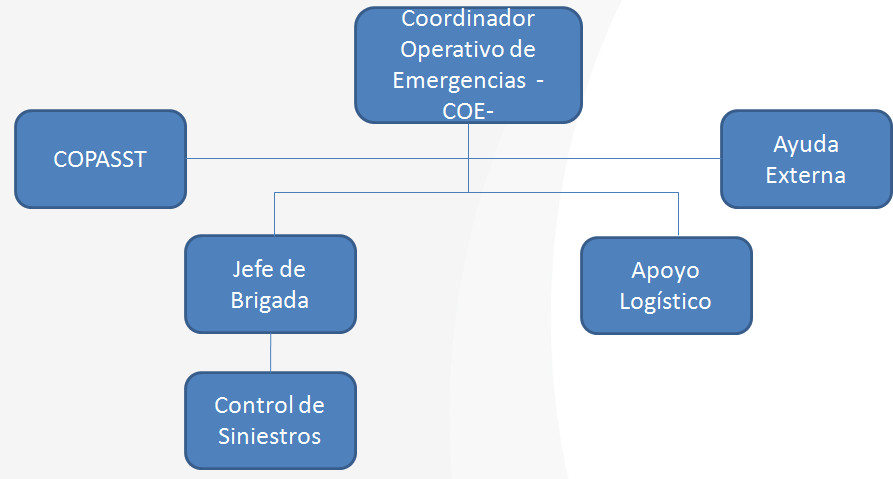 Coordinador
Operativo de
Emergencias -
COE-
COPASST
Ayuda
Externa
Jefe de
Brigada
Apoyo
Logístico
Control de
Siniestros